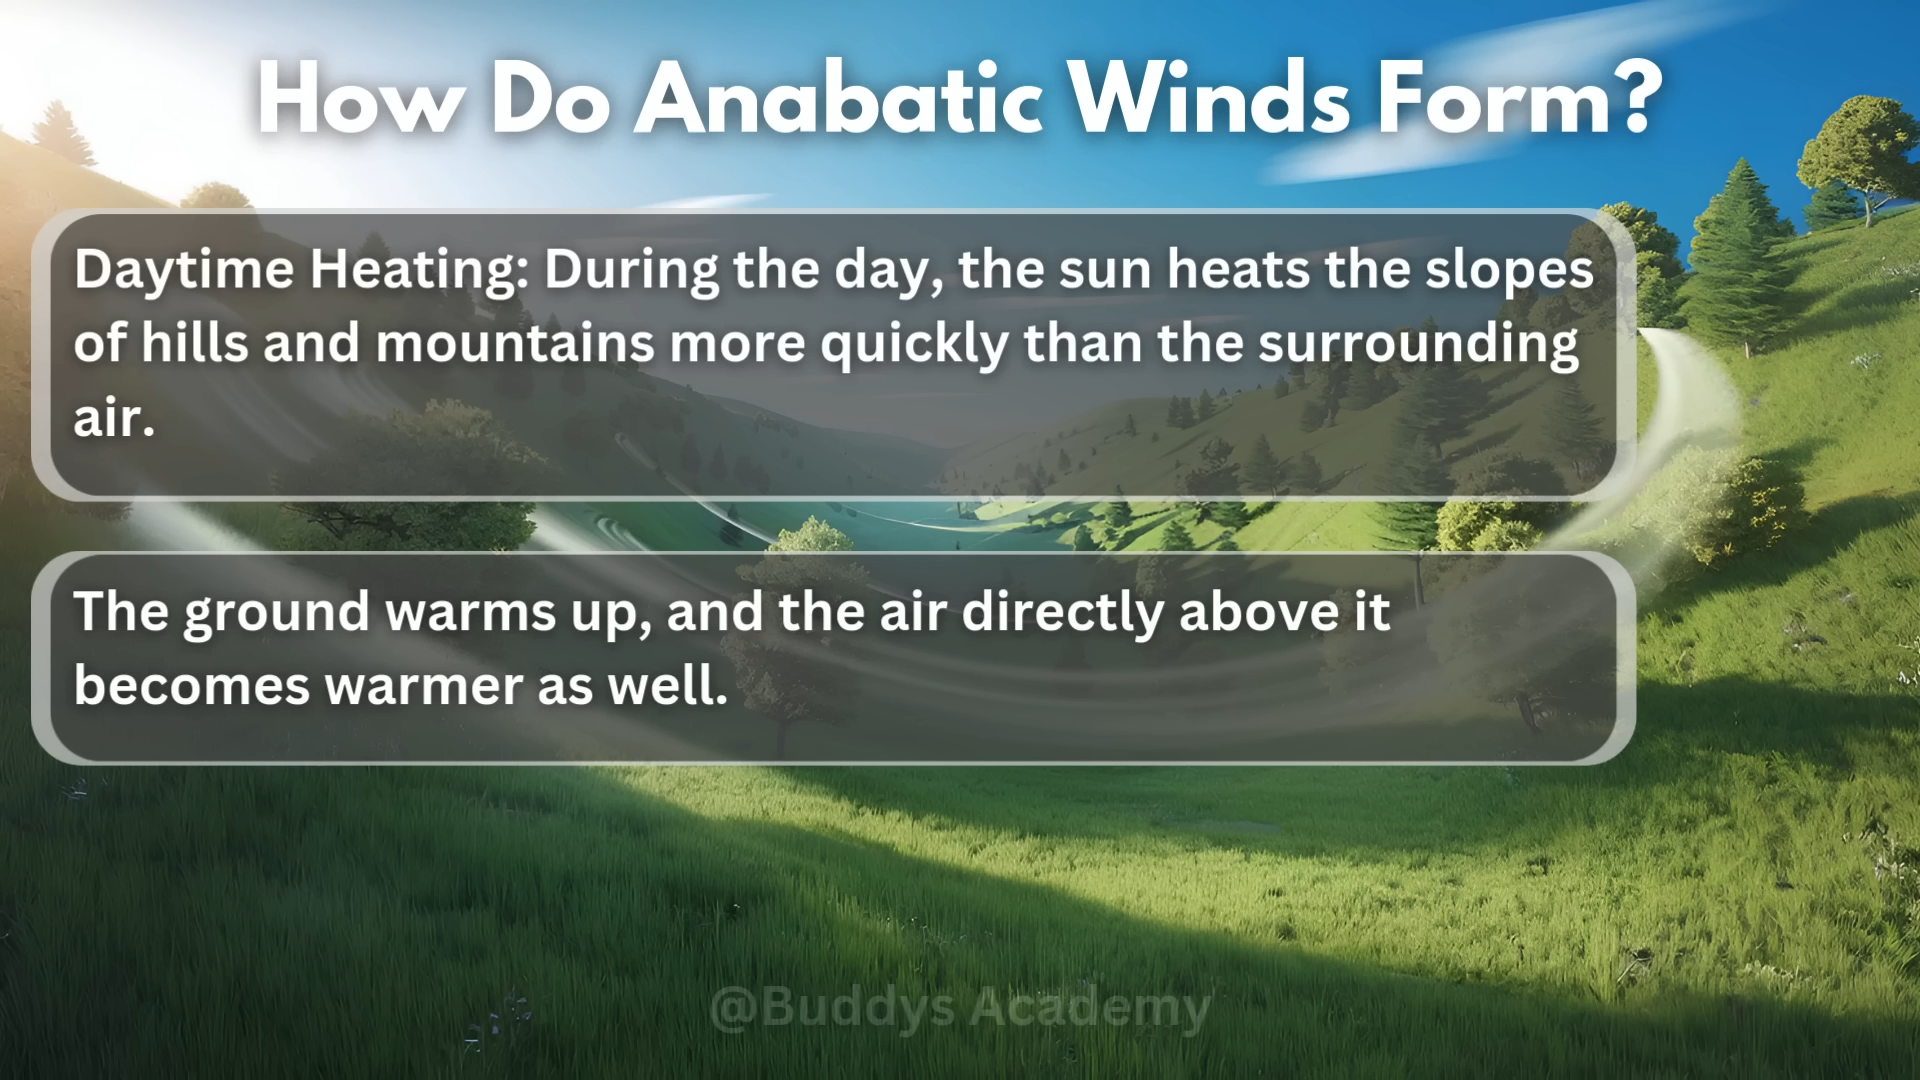 How Do Anabatic Winds Form?
Daytime Heating: During the day, the sun heats the slopes
of hills and mountains more quickly than the surrounding
air.
The ground warms up, and the air directly above it
becomes warmer as well.
@Buddys Academy